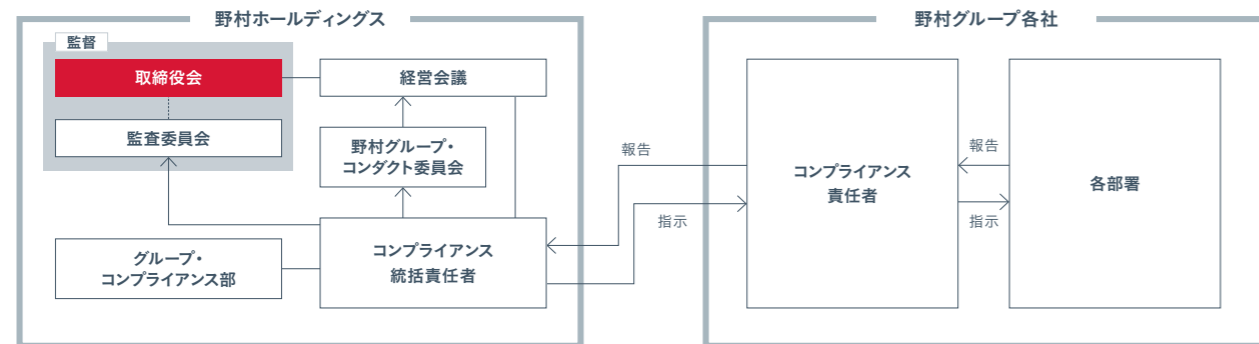 野村ホールディングス
監督
取締役会
経営会議
監査委員会
野村グループ・
コンダクト委員会
グループ・
コンプライアンス部
コンプライアンス
統括責任者
報告
指示
野村グループ各社
コンプライアンス
責任者
報告
指示
各部署